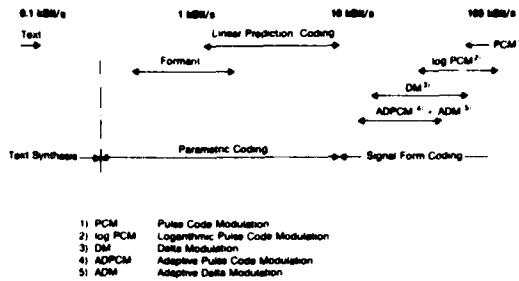 0.1 kBit/s 1 kBit/s 10 kBit/s 100 kBit/s
Text Linear Prediction Coding PCM
Formant log PCM 2)
DM 3)
ADPCM 4) + ADM 5)
Text Synthesis Parametric Coding Signal Form Coding
1) PCM Pulse Code Modulation
2) log PCM Logarithmic Pulse Code Modulation
3) DM Delta Modulation
4) ADPCM Adaptive Pulse Code Modulation
5) ADM Adaptive Delta Modulation